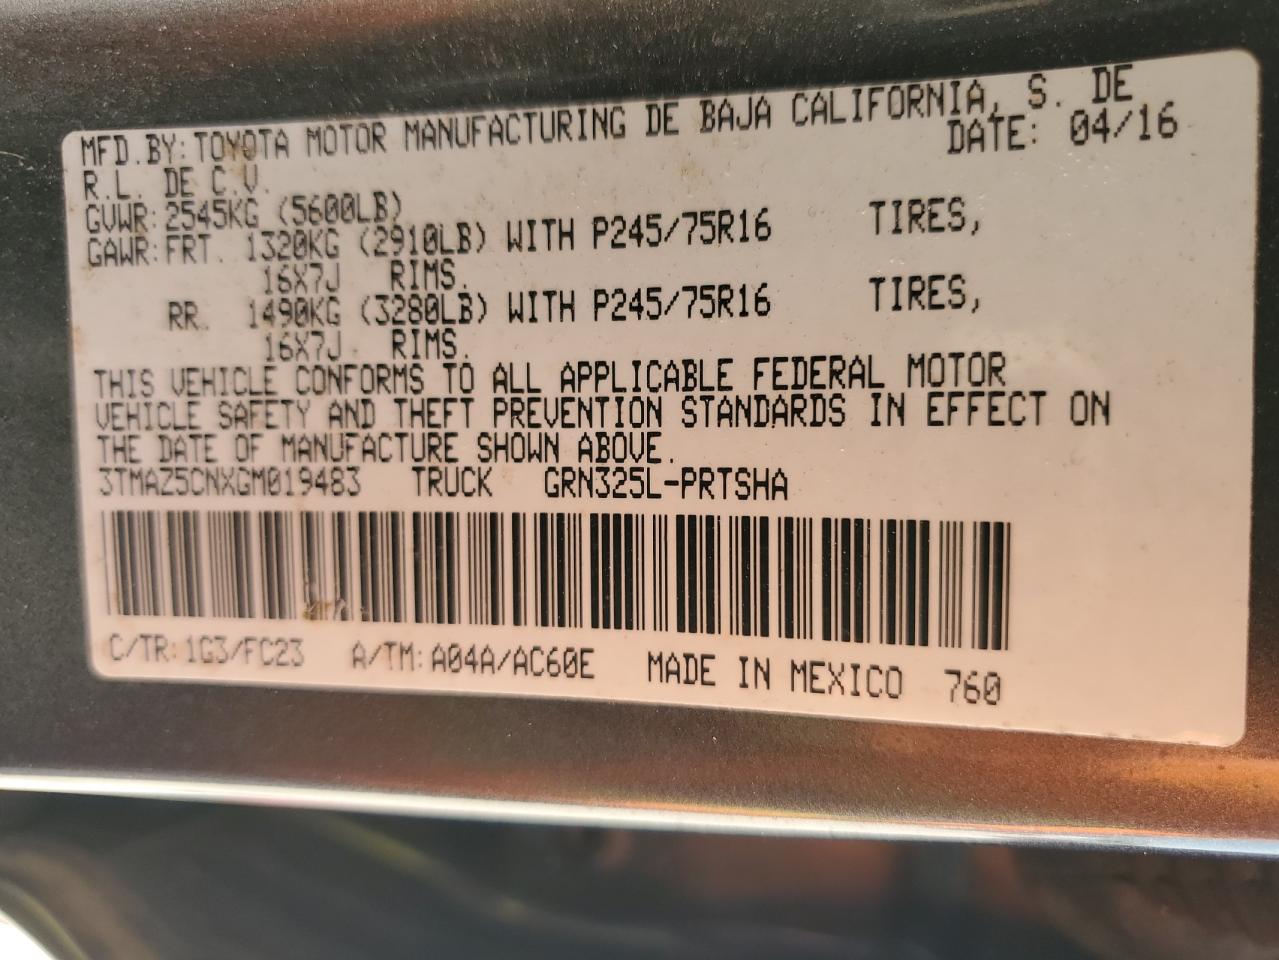 MFD.BY: TOYOTA MOTOR MANUFACTURING DE BAJA CALIFORNIA, S. DE
R.L. DE C.V. DATE: 04/16
GVWR: 2545KG (5600LB)
GAWR: FRT. 1320KG (2910LB) WITH P245/75R16 TIRES,
16X7J RIMS.
RR. 1490KG (3280LB) WITH P245/75R16 TIRES,
16X7J RIMS.
THIS VEHICLE CONFORMS TO ALL APPLICABLE FEDERAL MOTOR
VEHICLE SAFETY AND THEFT PREVENTION STANDARDS IN EFFECT ON
THE DATE OF MANUFACTURE SHOWN ABOVE.
3TMAZ5CNXGM019483 TRUCK GRN325L-PRTSHA
C/TR: 1G3/FC23 A/TM: A04A/AC60E MADE IN MEXICO 760